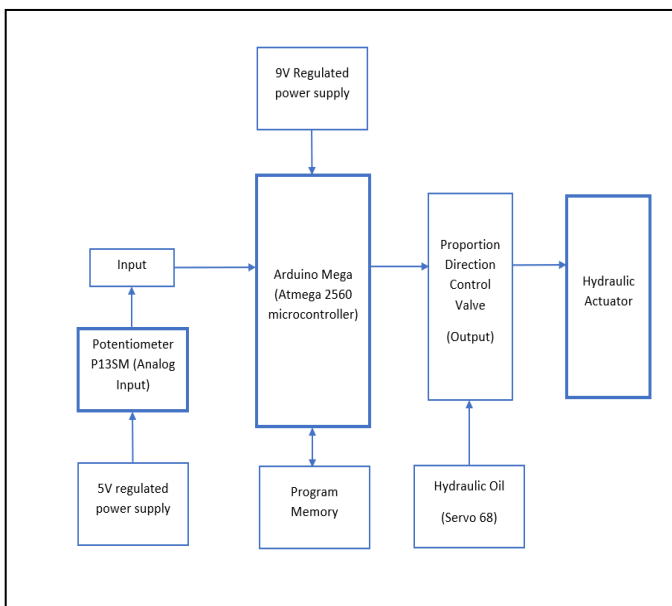 9V Regulated
power supply
Input
Arduino Mega
(Atmega 2560
microcontroller)
Proportion
Direction
Control
Valve
(Output)
Hydraulic
Actuator
Potentiometer
P13SM (Analog
Input)
5V regulated
power supply
Program
Memory
Hydraulic Oil
(Servo 68)